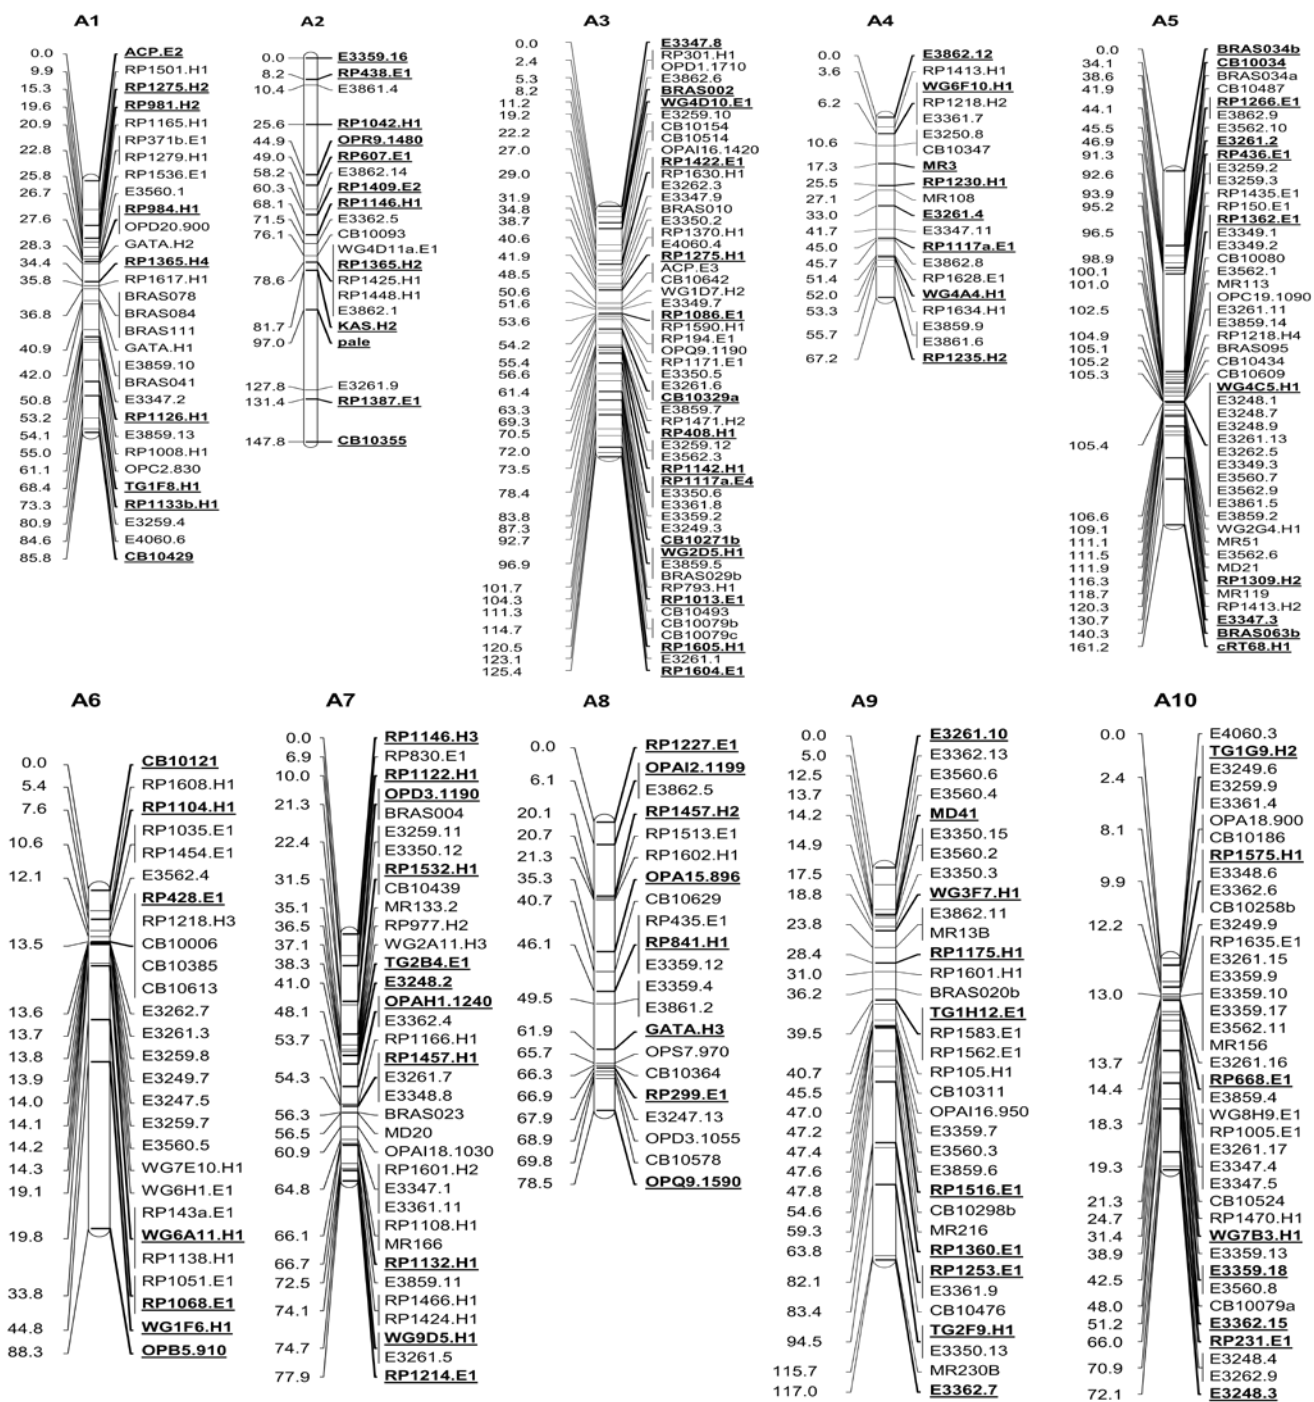 A1
0.0
9.9
15.3
19.6
20.9
22.8
25.8
26.7
27.6
28.3
34.4
35.8
36.8
40.9
42.0
50.8
53.2
54.1
55.0
61.1
68.4
73.3
80.9
84.6
85.8
ACP.E2
RP1501.H1
RP1275.H2
RP981.H2
RP1165.H1
RP371b.E1
RP1279.H1
RP1536.E1
E3560.1
RP984.H1
OPD20.900
GATA.H2
RP1365.H4
RP1617.H1
BRAS078
BRAS084
BRAS111
GATA.H1
E3859.10
BRAS041
E3347.2
RP1126.H1
E3859.13
RP1008.H1
OPC2.830
TG1F8.H1
RP1133b.H1
E3259.4
E4060.6
CB10429
A2
0.0
8.2
10.4
25.6
44.9
49.0
58.2
60.3
68.1
71.5
76.1
78.6
81.7
97.0
127.8
131.4
147.8
E3359.16
RP438.E1
E3861.4
RP1042.H1
OPR9.1480
RP607.E1
E3862.14
RP1409.E2
RP1146.H1
E3362.5
CB10093
WG4D11a.E1
RP1365.H2
RP1425.H1
RP1448.H1
E3862.1
KAS.H2
pale
E3261.9
RP1387.E1
CB10355
A3
0.0
2.4
5.3
8.2
11.2
19.2
22.2
27.0
29.0
31.9
34.8
38.7
40.6
41.9
48.5
50.6
51.6
53.6
54.2
55.4
56.6
61.4
63.3
69.3
70.5
72.0
73.5
78.4
83.8
87.3
92.7
96.9
101.7
104.3
111.3
114.7
120.5
123.1
125.4
E3347.8
RP301.H1
OPD1.1710
E3862.6
BRAS002
WG4D10.E1
E3259.10
CB10154
CB10514
OPAI16.1420
RP1422.E1
RP1630.H1
E3262.3
E3347.9
BRAS010
E3350.2
RP1370.H1
E4060.4
RP1275.H1
ACP.E3
CB10642
WG1D7.H2
E3349.7
RP1086.E1
RP1590.H1
RP194.E1
OPQ9.1190
RP1171.E1
E3350.5
E3261.6
CB10329a
E3859.7
RP1471.H2
RP408.H1
E3259.12
E3562.3
RP1142.H1
RP1117a.E4
E3350.6
E3361.8
E3359.2
E3249.3
CB10271b
WG2D5.H1
E3859.5
BRAS029b
RP793.H1
RP1013.E1
CB10493
CB10079b
CB10079c
RP1605.H1
E3261.1
RP1604.E1
A4
0.0
3.6
6.2
10.6
17.3
25.5
27.1
33.0
41.7
45.0
45.7
51.4
52.0
53.3
55.7
67.2
E3862.12
RP1413.H1
WG6F10.H1
RP1218.H2
E3361.7
E3250.8
CB10347
MR3
RP1230.H1
MR108
E3261.4
E3347.11
RP1117a.E1
E3862.8
RP1628.E1
WG4A4.H1
RP1634.H1
E3859.9
E3861.6
RP1235.H2
A5
0.0
34.1
38.6
41.9
44.1
45.5
46.9
91.3
92.6
93.9
95.2
96.5
98.9
100.1
101.0
102.5
104.9
105.1
105.2
105.3
105.4
106.6
109.1
111.1
111.5
111.9
116.3
118.7
120.3
130.7
140.3
161.2
BRAS034b
CB10034
BRAS034a
CB10487
RP1266.E1
E3862.9
E3562.10
E3261.2
RP436.E1
E3259.2
E3259.3
RP1435.E1
RP150.E1
RP1362.E1
E3349.1
E3349.2
CB10080
E3562.1
MR113
OPC19.1090
E3261.11
E3859.14
RP1218.H4
BRAS095
CB10434
CB10609
WG4C5.H1
E3248.1
E3248.7
E3248.9
E3261.13
E3262.5
E3349.3
E3560.7
E3562.9
E3861.5
E3859.2
WG2G4.H1
MR51
E3562.6
MD21
RP1309.H2
MR119
RP1413.H2
E3347.3
BRAS063b
cRT68.H1
A6
0.0
5.4
7.6
10.6
12.1
13.5
13.6
13.7
13.8
13.9
14.0
14.1
14.2
14.3
19.1
19.8
33.8
44.8
88.3
CB10121
RP1608.H1
RP1104.H1
RP1035.E1
RP1454.E1
E3562.4
RP428.E1
RP1218.H3
CB10006
CB10385
CB10613
E3262.7
E3261.3
E3259.8
E3249.7
E3247.5
E3259.7
E3560.5
WG7E10.H1
WG6H1.E1
RP143a.E1
WG6A11.H1
RP1138.H1
RP1051.E1
RP1068.E1
WG1F6.H1
OPB5.910
A7
0.0
6.9
10.0
21.3
22.4
31.5
35.1
36.5
37.1
38.3
41.0
48.1
53.7
54.3
56.3
56.5
60.9
64.8
66.1
66.7
72.5
74.1
74.7
77.9
RP1146.H3
RP830.E1
RP1122.H1
OPD3.1190
BRAS004
E3259.11
E3350.12
RP1532.H1
CB10439
MR133.2
RP977.H2
WG2A11.H3
TG2B4.E1
E3248.2
OPAH1.1240
E3362.4
RP1166.H1
RP1457.H1
E3261.7
E3348.8
BRAS023
MD20
OPAI18.1030
RP1601.H2
E3347.1
E3361.11
RP1108.H1
MR166
RP1132.H1
E3859.11
RP1466.H1
RP1424.H1
WG9D5.H1
E3261.5
RP1214.E1
A8
0.0
6.1
20.1
20.7
21.3
35.3
40.7
46.1
49.5
61.9
65.7
66.3
66.9
67.9
68.9
69.8
78.5
RP1227.E1
OPAI2.1199
E3862.5
RP1457.H2
RP1513.E1
RP1602.H1
OPA15.896
CB10629
RP435.E1
RP841.H1
E3359.12
E3359.4
E3861.2
GATA.H3
OPS7.970
CB10364
RP299.E1
E3247.13
OPD3.1055
CB10578
OPQ9.1590
A9
0.0
5.0
12.5
13.7
14.2
14.9
17.5
18.8
23.8
28.4
31.0
36.2
39.5
40.7
45.5
47.0
47.2
47.4
47.6
47.8
54.6
59.3
63.8
82.1
83.4
94.5
115.7
117.0
E3261.10
E3362.13
E3560.6
E3560.4
MD41
E3350.15
E3560.2
E3350.3
WG3F7.H1
E3862.11
MR13B
RP1175.H1
RP1601.H1
BRAS020b
TG1H12.E1
RP1583.E1
RP1562.E1
RP105.H1
CB10311
OPAI16.950
E3359.7
E3560.3
E3859.6
RP1516.E1
CB10298b
MR216
RP1360.E1
RP1253.E1
E3361.9
CB10476
TG2F9.H1
E3350.13
MR230B
E3362.7
A10
0.0
2.4
8.1
9.9
12.2
13.0
13.7
14.4
18.3
19.3
21.3
24.7
31.4
38.9
42.5
48.0
51.2
66.0
70.9
72.1
E4060.3
TG1G9.H2
E3249.6
E3259.9
E3361.4
OPA18.900
CB10186
RP1575.H1
E3348.6
E3362.6
CB10258b
E3249.9
RP1635.E1
E3261.15
E3359.9
E3359.10
E3359.17
E3562.11
MR156
E3261.16
RP668.E1
E3859.4
WG8H9.E1
RP1005.E1
E3261.17
E3347.4
E3347.5
CB10524
RP1470.H1
WG7B3.H1
E3359.13
E3359.18
E3560.8
CB10079a
E3362.15
RP231.E1
E3248.4
E3262.9
E3248.3